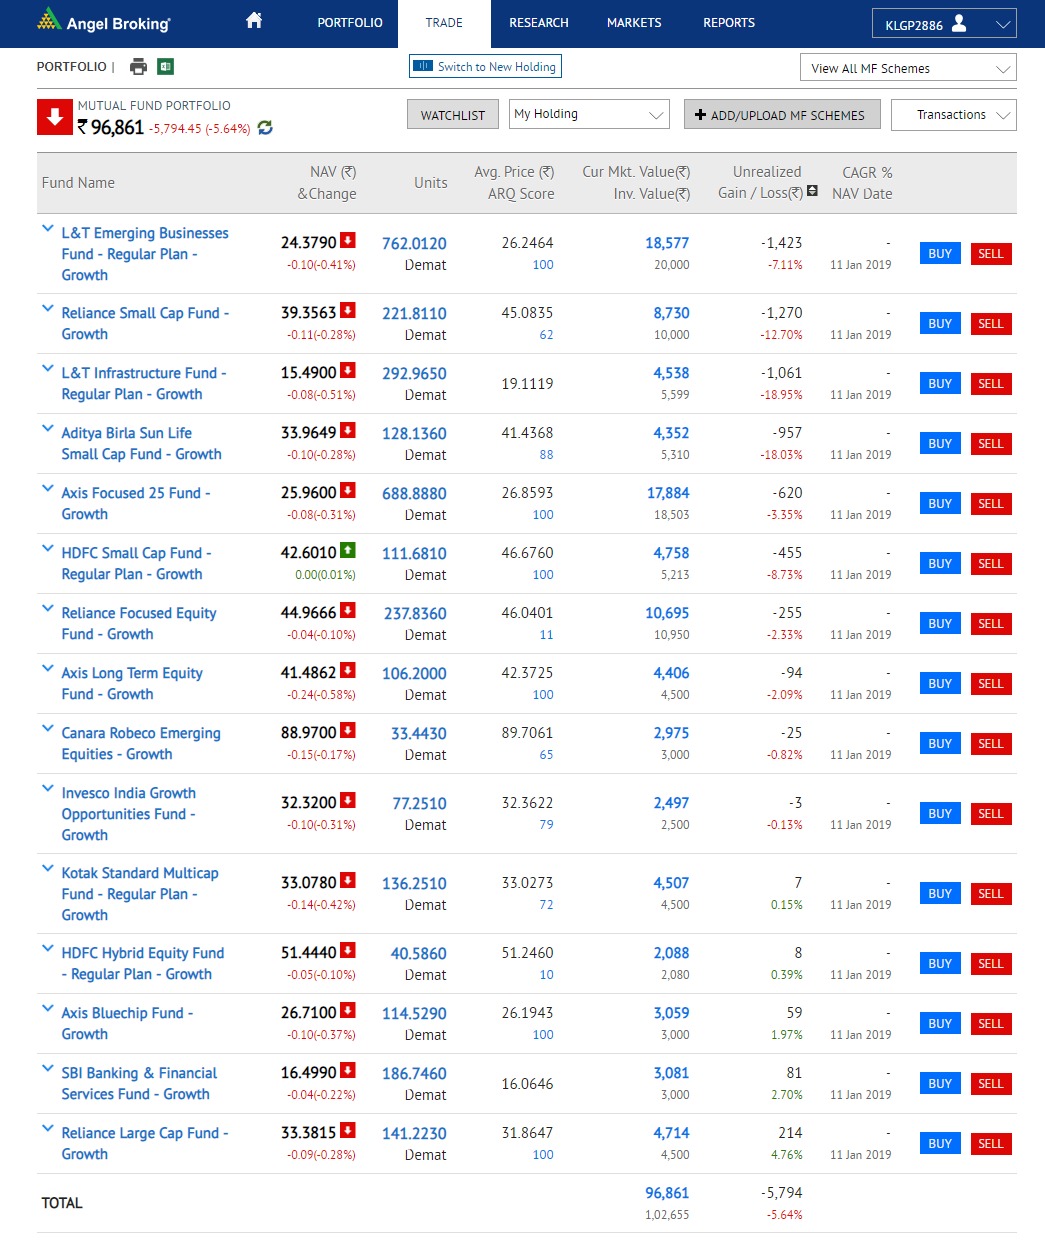 Angel Broking
PORTFOLIO TRADE RESEARCH MARKETS REPORTS KLGP2886
PORTFOLIO | Switch to New Holding View All MF Schemes
MUTUAL FUND PORTFOLIO
₹ 96,861 -5,794.45 (-5.64%) WATCHLIST My Holding + ADD/UPLOAD MF SCHEMES Transactions
Fund Name NAV (₹) &Change Units Avg. Price (₹) ARQ Score Cur Mkt. Value(₹) Inv. Value(₹) Unrealized Gain / Loss(₹) CAGR % NAV Date
L&T Emerging Businesses 24.3790 762.0120 26.2464 18,577 -1,423 -
Fund - Regular Plan - -0.10(-0.41%) Demat 100 20,000 -7.11% 11 Jan 2019 BUY SELL
Growth
Reliance Small Cap Fund - 39.3563 221.8110 45.0835 8,730 -1,270 -
Growth -0.11(-0.28%) Demat 62 10,000 -12.70% 11 Jan 2019 BUY SELL
L&T Infrastructure Fund - 15.4900 292.9650 19.1119 4,538 -1,061 -
Regular Plan - Growth -0.08(-0.51%) Demat 5,599 -18.95% 11 Jan 2019 BUY SELL
Aditya Birla Sun Life 33.9649 128.1360 41.4368 4,352 -957 -
Small Cap Fund - Growth -0.10(-0.28%) Demat 88 5,310 -18.03% 11 Jan 2019 BUY SELL
Axis Focused 25 Fund - 25.9600 688.8880 26.8593 17,884 -620 -
Growth -0.08(-0.31%) Demat 100 18,503 -3.35% 11 Jan 2019 BUY SELL
HDFC Small Cap Fund - 42.6010 111.6810 46.6760 4,758 -455 -
Regular Plan - Growth 0.00(0.01%) Demat 100 5,213 -8.73% 11 Jan 2019 BUY SELL
Reliance Focused Equity 44.9666 237.8360 46.0401 10,695 -255 -
Fund - Growth -0.04(-0.10%) Demat 11 10,950 -2.33% 11 Jan 2019 BUY SELL
Axis Long Term Equity 41.4862 106.2000 42.3725 4,406 -94 -
Fund - Growth -0.24(-0.58%) Demat 100 4,500 -2.09% 11 Jan 2019 BUY SELL
Canara Robeco Emerging 88.9700 33.4430 89.7061 2,975 -25 -
Equities - Growth -0.15(-0.17%) Demat 65 3,000 -0.82% 11 Jan 2019 BUY SELL
Invesco India Growth 32.3200 77.2510 32.3622 2,497 -3 -
Opportunities Fund - -0.10(-0.31%) Demat 79 2,500 -0.13% 11 Jan 2019 BUY SELL
Growth
Kotak Standard Multicap 33.0780 136.2510 33.0273 4,507 7 -
Fund - Regular Plan - -0.14(-0.42%) Demat 72 4,500 0.15% 11 Jan 2019 BUY SELL
Growth
HDFC Hybrid Equity Fund 51.4440 40.5860 51.2460 2,088 8 -
- Regular Plan - Growth -0.05(-0.10%) Demat 10 2,080 0.39% 11 Jan 2019 BUY SELL
Axis Bluechip Fund - 26.7100 114.5290 26.1943 3,059 59 -
Growth -0.10(-0.37%) Demat 100 3,000 1.97% 11 Jan 2019 BUY SELL
SBI Banking & Financial 16.4990 186.7460 16.0646 3,081 81 -
Services Fund - Growth -0.04(-0.22%) Demat 3,000 2.70% 11 Jan 2019 BUY SELL
Reliance Large Cap Fund - 33.3815 141.2230 31.8647 4,714 214 -
Growth -0.09(-0.28%) Demat 100 4,500 4.76% 11 Jan 2019 BUY SELL
TOTAL 96,861 -5,794
1,02,655 -5.64%